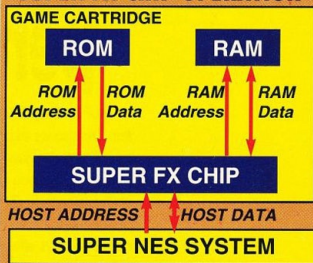 GAME CARTRIDGE
ROM RAM
ROM Address ROM Data RAM Address RAM Data
SUPER FX CHIP
HOST ADDRESS HOST DATA
SUPER NES SYSTEM